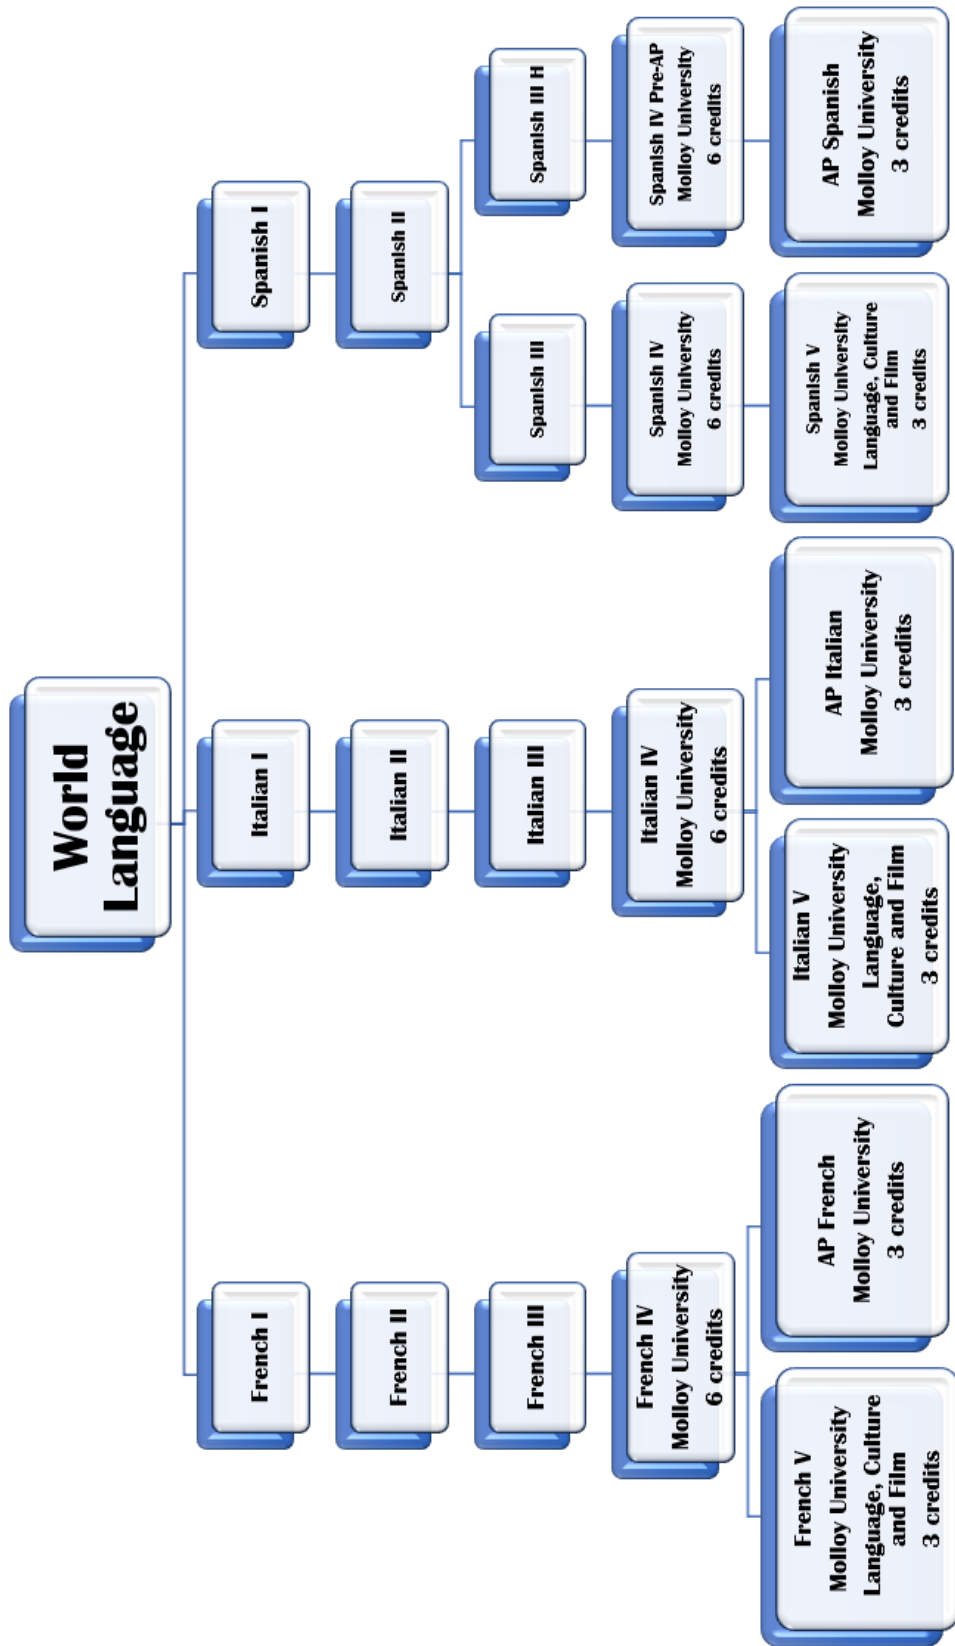 World
Language
French I
Italian I
Spanish I
French II
Italian II
Spanish II
French III
Italian III
Spanish III
Spanish III H
French IV
Molloy University
6 credits
Italian IV
Molloy University
6 credits
Spanish IV
Molloy University
6 credits
Spanish IV Pre-AP
Molloy University
6 credits
French V
Molloy University
Language, Culture
and Film
3 credits
AP French
Molloy University
3 credits
Italian V
Molloy University
Language,
Culture and Film
3 credits
AP Italian
Molloy University
3 credits
Spanish V
Molloy University
Language, Culture
and Film
3 credits
AP Spanish
Molloy University
3 credits